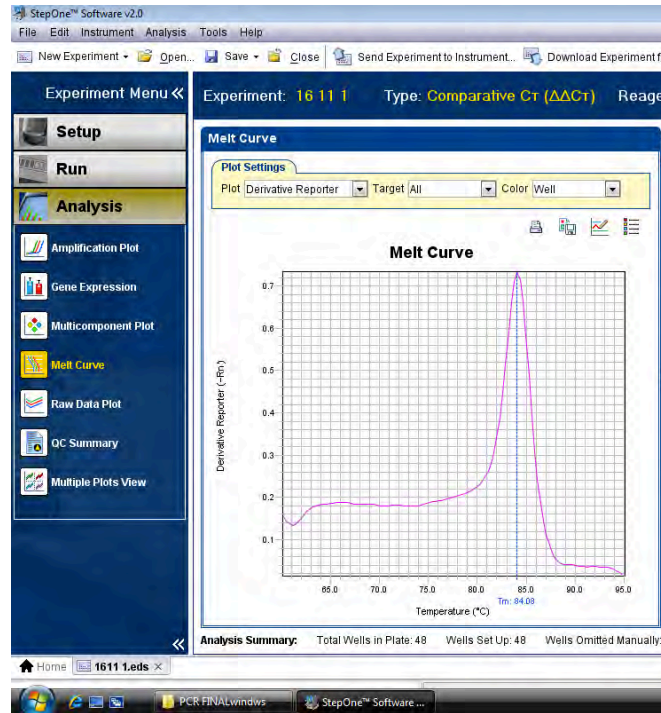 StepOne™ Software v2.0
File Edit Instrument Analysis Tools Help
New Experiment Open... Save Close Send Experiment to Instrument... Download Experiment f
Experiment Menu «
Experiment: 16 11 1 Type: Comparative Cт (ΔΔCт) Reage
Setup
Run
Analysis
Amplification Plot
Gene Expression
Multicomponent Plot
Melt Curve
Raw Data Plot
QC Summary
Multiple Plots View
«
Melt Curve
Plot Settings
Plot Derivative Reporter Target All Color Well
Melt Curve
Derivative Reporter (-Rn)
0.7
0.6
0.5
0.4
0.3
0.2
0.1
65.0 70.0 75.0 80.0 85.0 90.0 95.0
Tm: 84.08
Temperature (°C)
Analysis Summary: Total Wells in Plate: 48 Wells Set Up: 48 Wells Omitted Manually:
Home 1611 1.eds ×
PCR FINALwindws StepOne™ Software ...